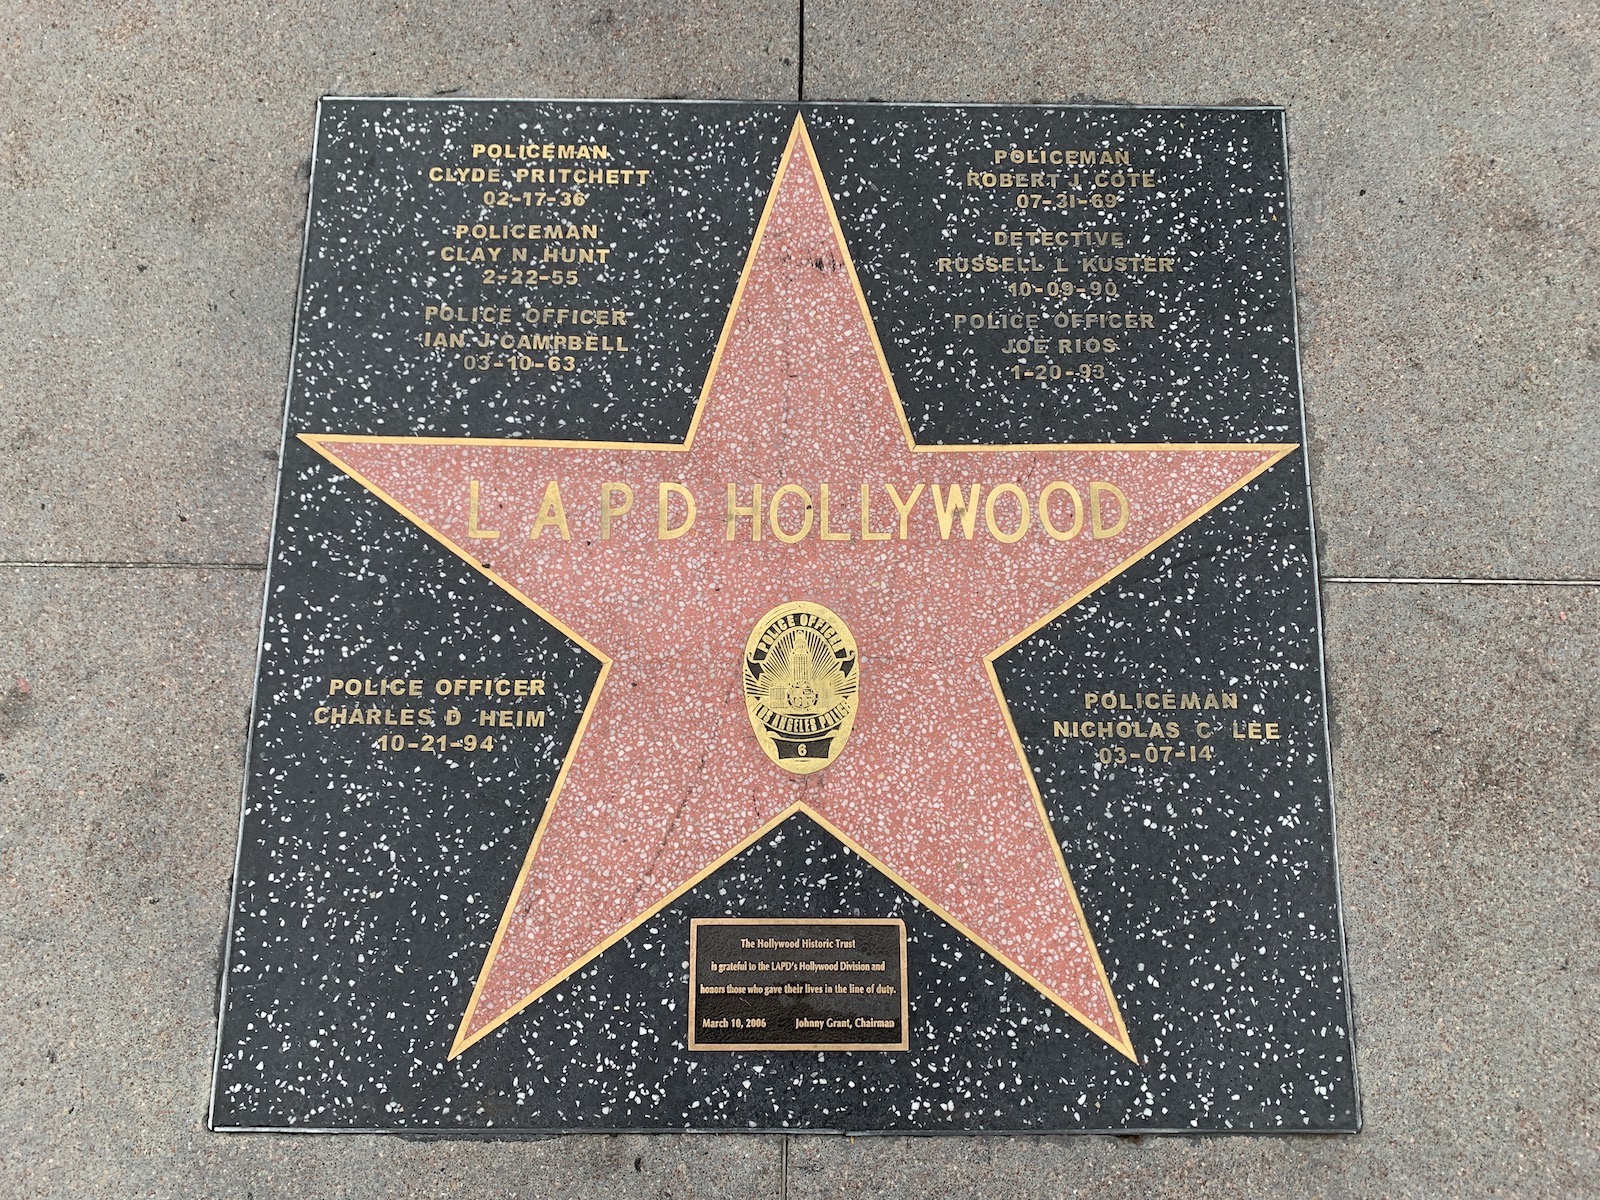 POLICEMAN
CLYDE PRITCHETT
02-17-36
POLICEMAN
CLAY N. HUNT
2-22-55
POLICE OFFICER
IAN J CAMPBELL
03-10-63
POLICEMAN
ROBERT J COTE
07-31-69
DETECTIVE
RUSSELL L KUSTER
10-09-90
POLICE OFFICER
JOE RIOS
1-20-93
LAPD HOLLYWOOD
POLICE OFFICER
LOS ANGELES POLICE
6
POLICE OFFICER
CHARLES D HEIM
10-21-94
POLICEMAN
NICHOLAS C LEE
03-07-14
The Hollywood Historic Trust
is grateful to the LAPD's Hollywood Division and
honors those who gave their lives in the line of duty.
March 10, 2006 Johnny Grant, Chairman